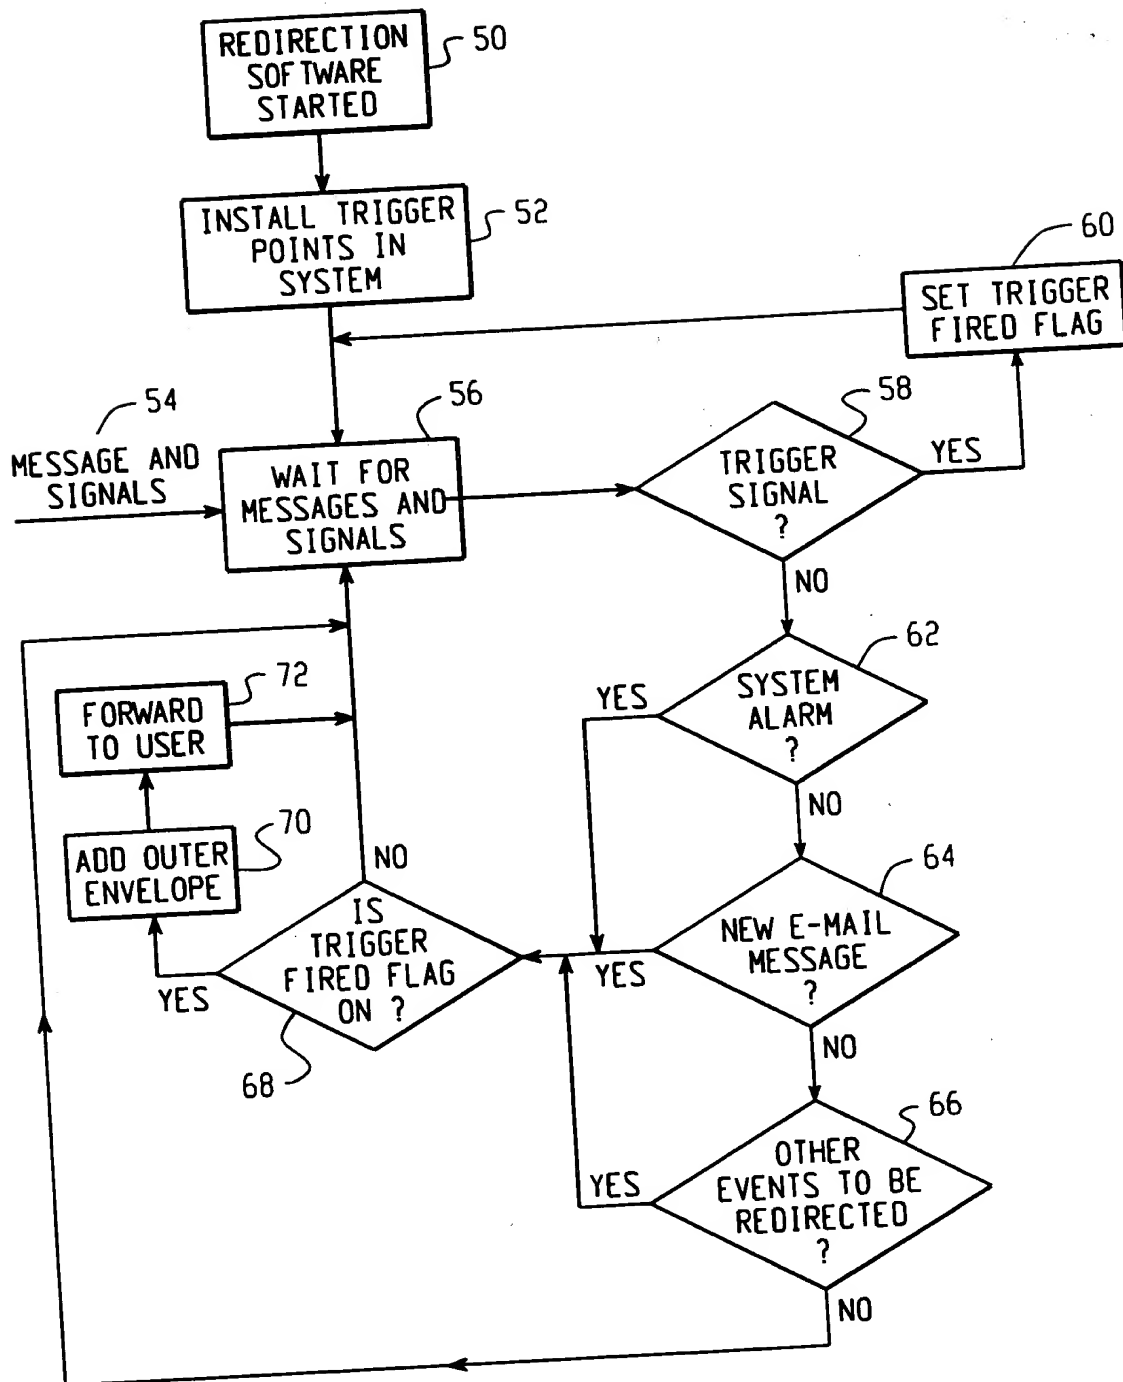 REDIRECTION
SOFTWARE
STARTED
50
INSTALL TRIGGER
POINTS IN
SYSTEM
52
60
SET TRIGGER
FIRED FLAG
54
MESSAGE AND
SIGNALS
56
WAIT FOR
MESSAGES AND
SIGNALS
58
TRIGGER
SIGNAL
?
YES
NO
62
SYSTEM
ALARM
?
YES
NO
72
FORWARD
TO USER
70
ADD OUTER
ENVELOPE
NO
IS
TRIGGER
FIRED FLAG
ON ?
YES
68
64
NEW E-MAIL
MESSAGE
?
YES
NO
66
OTHER
EVENTS TO BE
REDIRECTED
?
YES
NO